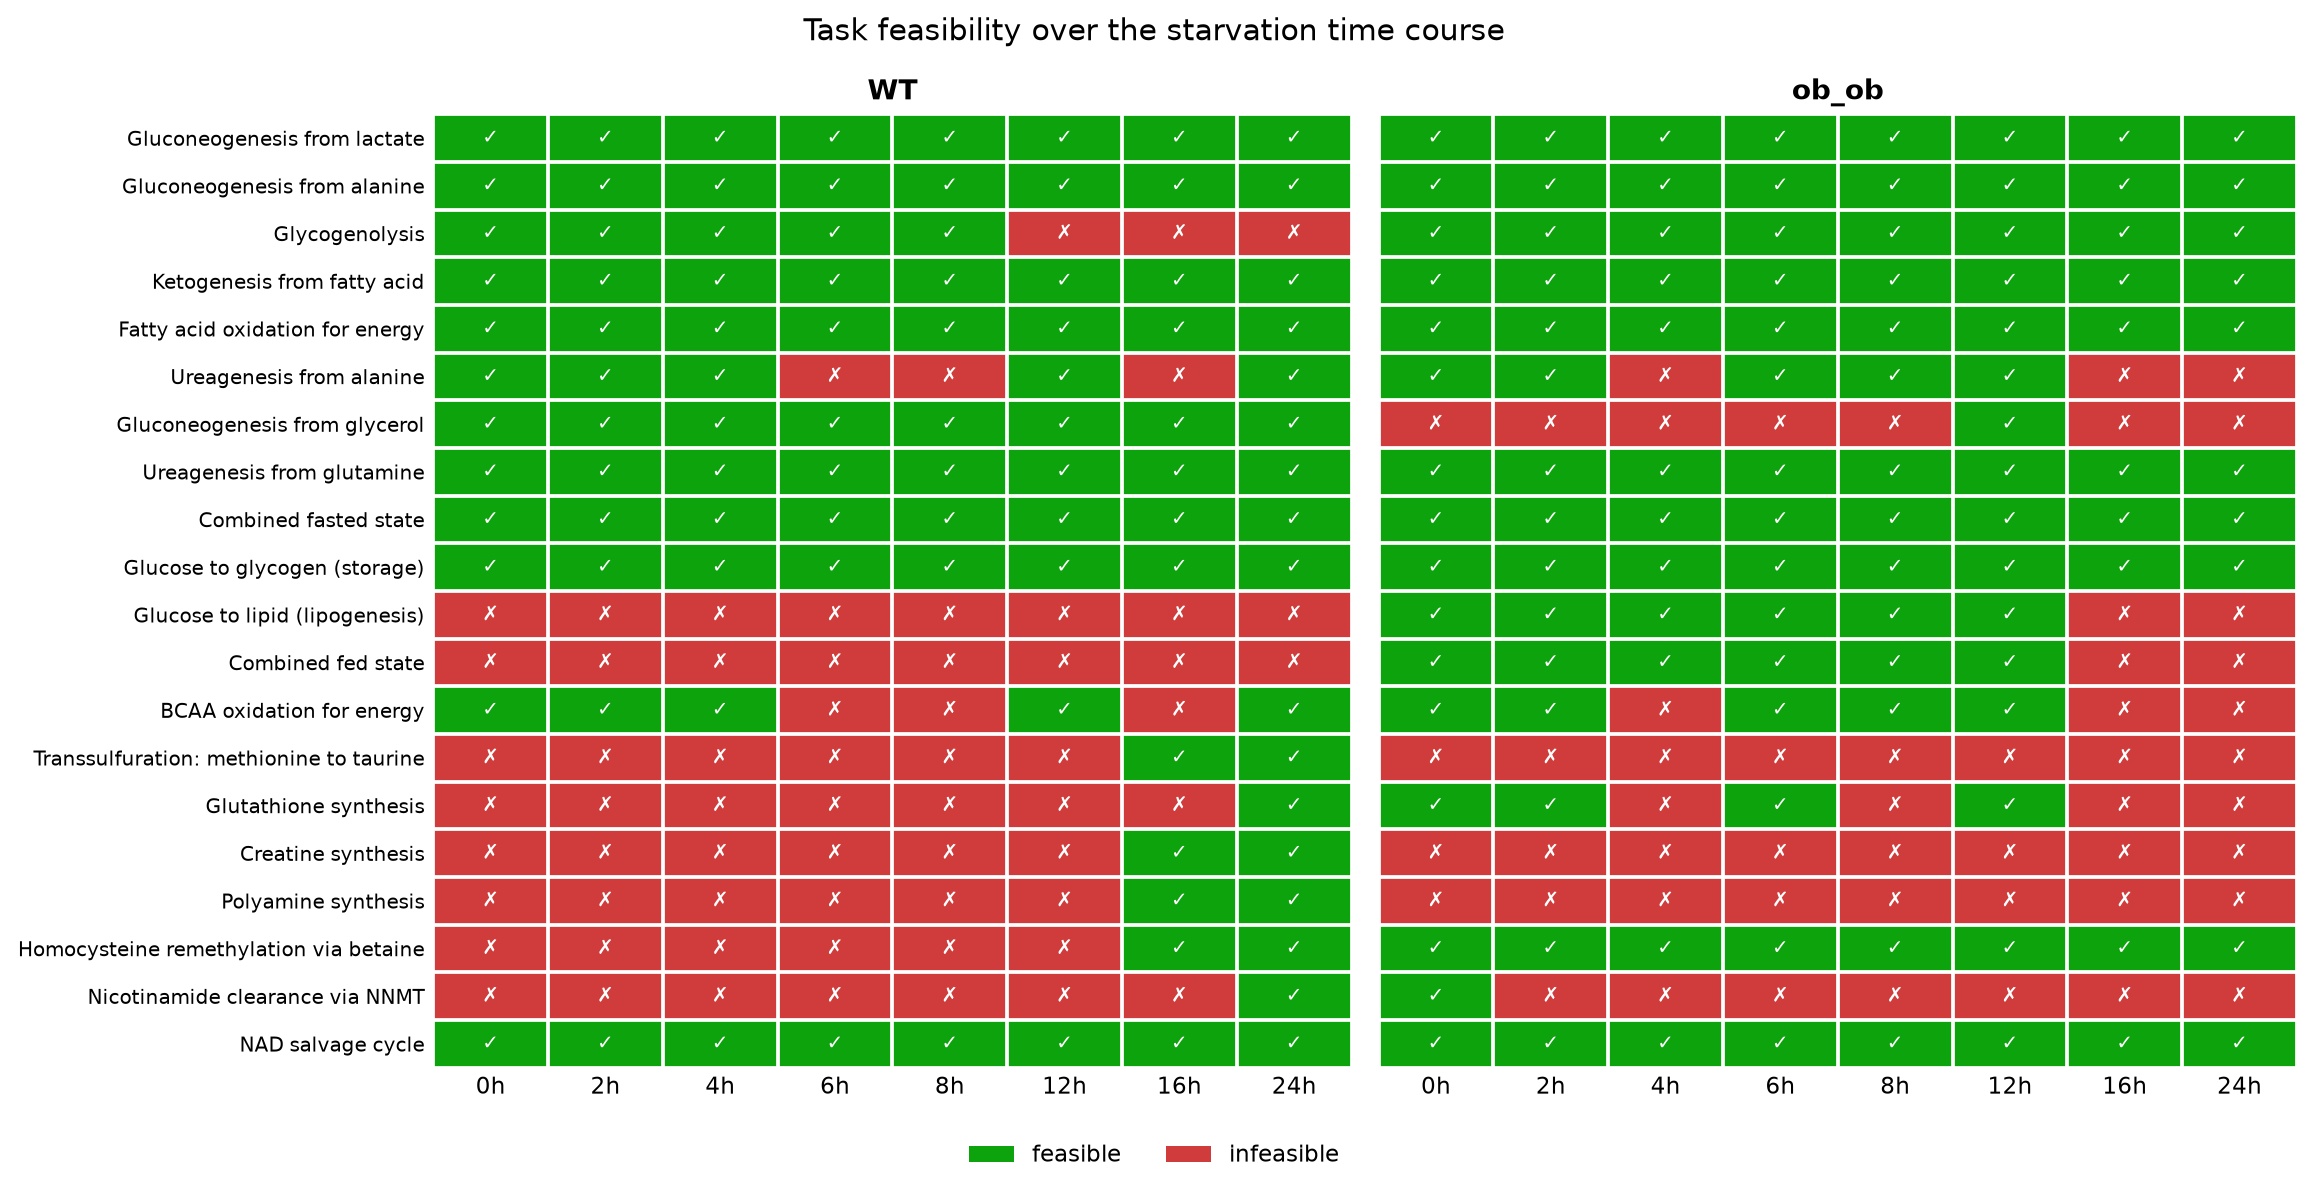 Task feasibility over the starvation time course
WT ob_ob
Gluconeogenesis from lactate ✓ ✓ ✓ ✓ ✓ ✓ ✓ ✓ ✓ ✓ ✓ ✓ ✓ ✓ ✓ ✓
Gluconeogenesis from alanine ✓ ✓ ✓ ✓ ✓ ✓ ✓ ✓ ✓ ✓ ✓ ✓ ✓ ✓ ✓ ✓
Glycogenolysis ✓ ✓ ✓ ✓ ✓ ✗ ✗ ✗ ✓ ✓ ✓ ✓ ✓ ✓ ✓ ✓
Ketogenesis from fatty acid ✓ ✓ ✓ ✓ ✓ ✓ ✓ ✓ ✓ ✓ ✓ ✓ ✓ ✓ ✓ ✓
Fatty acid oxidation for energy ✓ ✓ ✓ ✓ ✓ ✓ ✓ ✓ ✓ ✓ ✓ ✓ ✓ ✓ ✓ ✓
Ureagenesis from alanine ✓ ✓ ✓ ✗ ✗ ✓ ✗ ✓ ✓ ✓ ✗ ✓ ✓ ✓ ✗ ✗
Gluconeogenesis from glycerol ✓ ✓ ✓ ✓ ✓ ✓ ✓ ✓ ✗ ✗ ✗ ✗ ✗ ✓ ✗ ✗
Ureagenesis from glutamine ✓ ✓ ✓ ✓ ✓ ✓ ✓ ✓ ✓ ✓ ✓ ✓ ✓ ✓ ✓ ✓
Combined fasted state ✓ ✓ ✓ ✓ ✓ ✓ ✓ ✓ ✓ ✓ ✓ ✓ ✓ ✓ ✓ ✓
Glucose to glycogen (storage) ✓ ✓ ✓ ✓ ✓ ✓ ✓ ✓ ✓ ✓ ✓ ✓ ✓ ✓ ✓ ✓
Glucose to lipid (lipogenesis) ✗ ✗ ✗ ✗ ✗ ✗ ✗ ✗ ✓ ✓ ✓ ✓ ✓ ✓ ✗ ✗
Combined fed state ✗ ✗ ✗ ✗ ✗ ✗ ✗ ✗ ✓ ✓ ✓ ✓ ✓ ✓ ✗ ✗
BCAA oxidation for energy ✓ ✓ ✓ ✗ ✗ ✓ ✗ ✓ ✓ ✓ ✗ ✓ ✓ ✓ ✗ ✗
Transsulfuration: methionine to taurine ✗ ✗ ✗ ✗ ✗ ✗ ✓ ✓ ✗ ✗ ✗ ✗ ✗ ✗ ✗ ✗
Glutathione synthesis ✗ ✗ ✗ ✗ ✗ ✗ ✗ ✓ ✓ ✓ ✗ ✓ ✗ ✓ ✗ ✗
Creatine synthesis ✗ ✗ ✗ ✗ ✗ ✗ ✓ ✓ ✗ ✗ ✗ ✗ ✗ ✗ ✗ ✗
Polyamine synthesis ✗ ✗ ✗ ✗ ✗ ✗ ✓ ✓ ✗ ✗ ✗ ✗ ✗ ✗ ✗ ✗
Homocysteine remethylation via betaine ✗ ✗ ✗ ✗ ✗ ✗ ✓ ✓ ✓ ✓ ✓ ✓ ✓ ✓ ✓ ✓
Nicotinamide clearance via NNMT ✗ ✗ ✗ ✗ ✗ ✗ ✗ ✓ ✓ ✗ ✗ ✗ ✗ ✗ ✗ ✗
NAD salvage cycle ✓ ✓ ✓ ✓ ✓ ✓ ✓ ✓ ✓ ✓ ✓ ✓ ✓ ✓ ✓ ✓
0h 2h 4h 6h 8h 12h 16h 24h 0h 2h 4h 6h 8h 12h 16h 24h
feasible infeasible